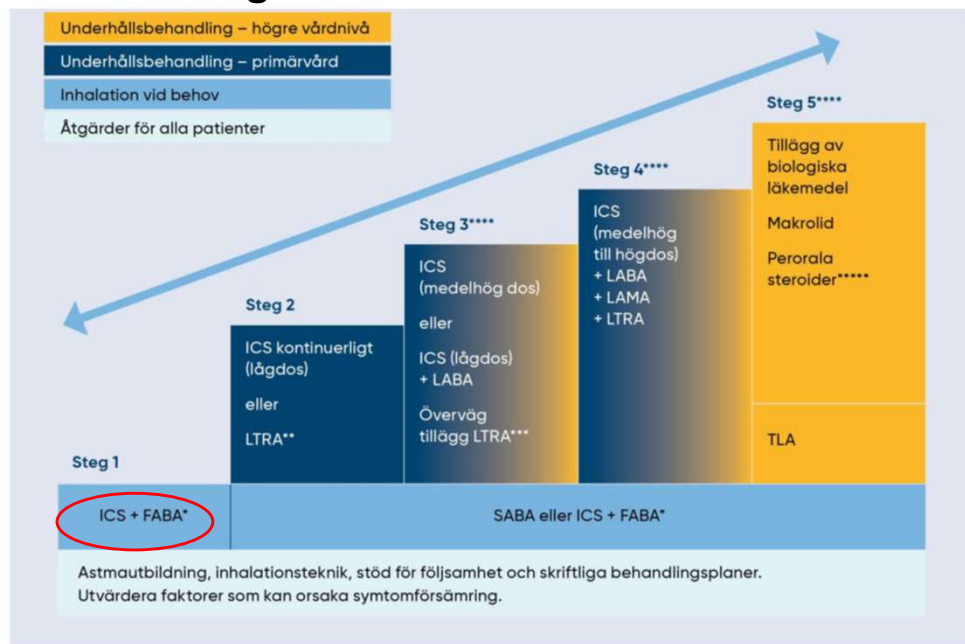 Underhållsbehandling – högre vårdnivå
Underhållsbehandling – primärvård
Inhalation vid behov
Åtgärder för alla patienter
Steg 1
ICS + FABA*
Steg 2
ICS kontinuerligt
(lågdos)
eller
LTRA**
Steg 3****
ICS
(medelhög dos)
eller
ICS (lågdos)
+ LABA
Överväg
tillägg LTRA***
Steg 4****
ICS
(medelhög
till högdos)
+ LABA
+ LAMA
+ LTRA
Steg 5****
Tillägg av
biologiska
läkemedel
Makrolid
Perorala
steroider*****
TLA
SABA eller ICS + FABA*
Astmautbildning, inhalationsteknik, stöd för följsamhet och skriftliga behandlingsplaner.
Utvärdera faktorer som kan orsaka symtomförsämring.